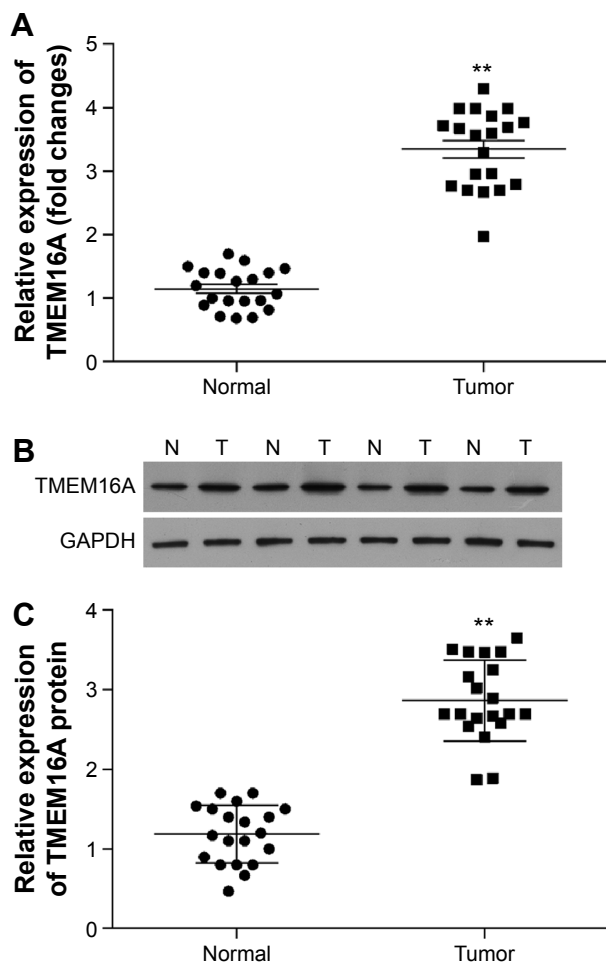 A
Relative expression of
TMEM16A (fold changes)
5
4
3
2
1
0
**
Normal Tumor
B
N T N T N T N T
TMEM16A
GAPDH
C
Relative expression
of TMEM16A protein
4
3
2
1
0
**
Normal Tumor